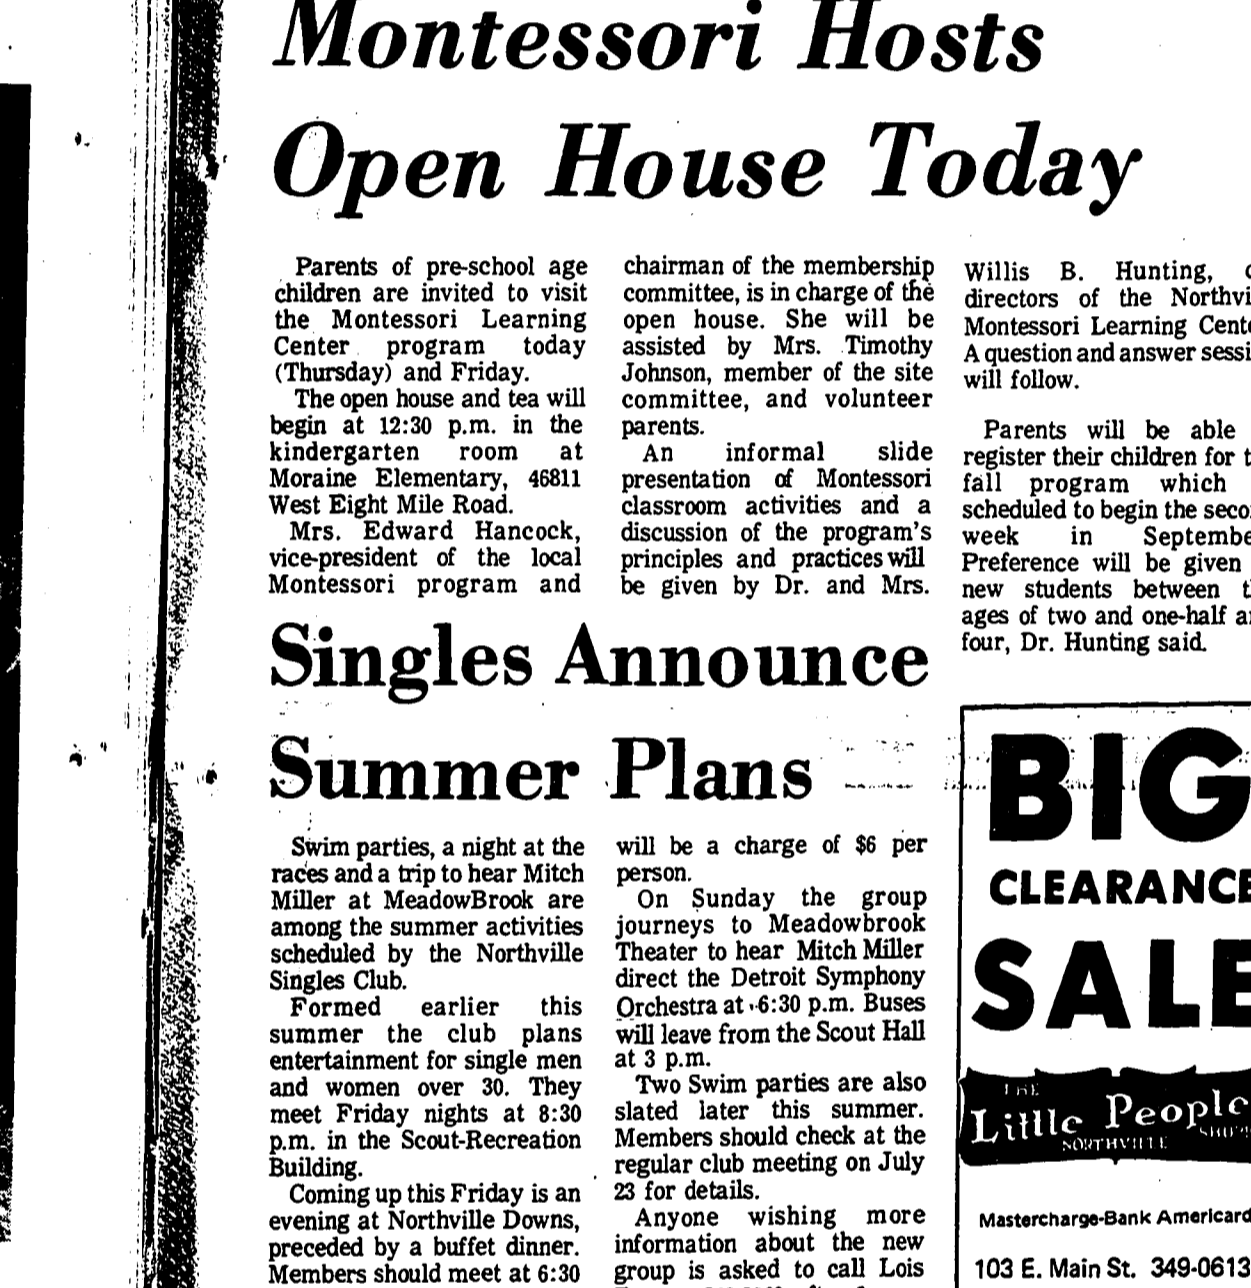 Montessori Hosts
Open House Today
Parents of pre-school age
children are invited to visit
the Montessori Learning
Center program today
(Thursday) and Friday.
The open house and tea will
begin at 12:30 p.m. in the
kindergarten room at
Moraine Elementary, 46811
West Eight Mile Road.
Mrs. Edward Hancock,
vice-president of the local
Montessori program and
chairman of the membership
committee, is in charge of the
open house. She will be
assisted by Mrs. Timothy
Johnson, member of the site
committee, and volunteer
parents.
An informal slide
presentation of Montessori
classroom activities and a
discussion of the program's
principles and practices will
be given by Dr. and Mrs.
Willis B. Hunting,
directors of the
Montessori Learning
A question and answer
will follow.
Parents will be able
register their children for
fall program which
scheduled to begin the
week in
Preference will be given
new students between
ages of two and one-half
four, Dr. Hunting said.
Singles Announce
Summer Plans
Swim parties, a night at the
races and a trip to hear Mitch
Miller at MeadowBrook are
among the summer activities
scheduled by the Northville
Singles Club.
Formed earlier this
summer the club plans
entertainment for single men
and women over 30. They
meet Friday nights at 8:30
p.m. in the Scout-Recreation
Building.
Coming up this Friday is an
evening at Northville Downs,
preceded by a buffet dinner.
Members should meet at 6:30
will be a charge of $6 per
person.
On Sunday the group
journeys to Meadowbrook
Theater to hear Mitch Miller
direct the Detroit Symphony
Orchestra at 6:30 p.m. Buses
will leave from the Scout Hall
at 3 p.m.
Two Swim parties are also
slated later this summer.
Members should check at the
regular club meeting on July
23 for details.
Anyone wishing more
information about the new
group is asked to call Lois
BIG
CLEARANCE
SALE
THE
Little People
SHOP
NORTHVILLE
Mastercharge-Bank Americard
103 E. Main St. 349-0613